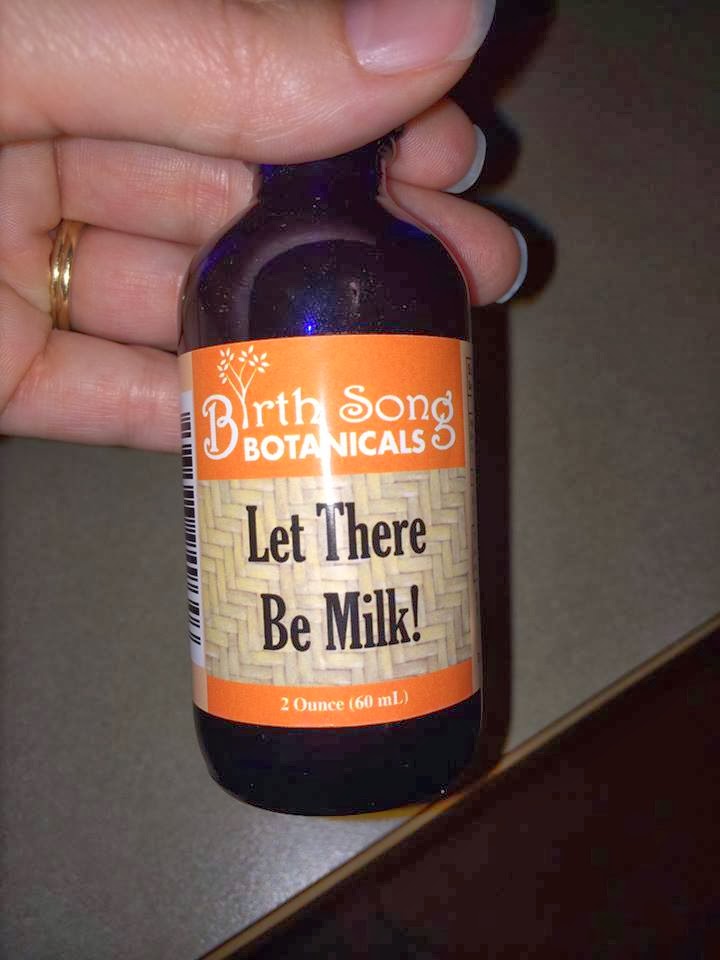 Birth Song
BOTANICALS
Let There
Be Milk!
2 Ounce (60 mL)